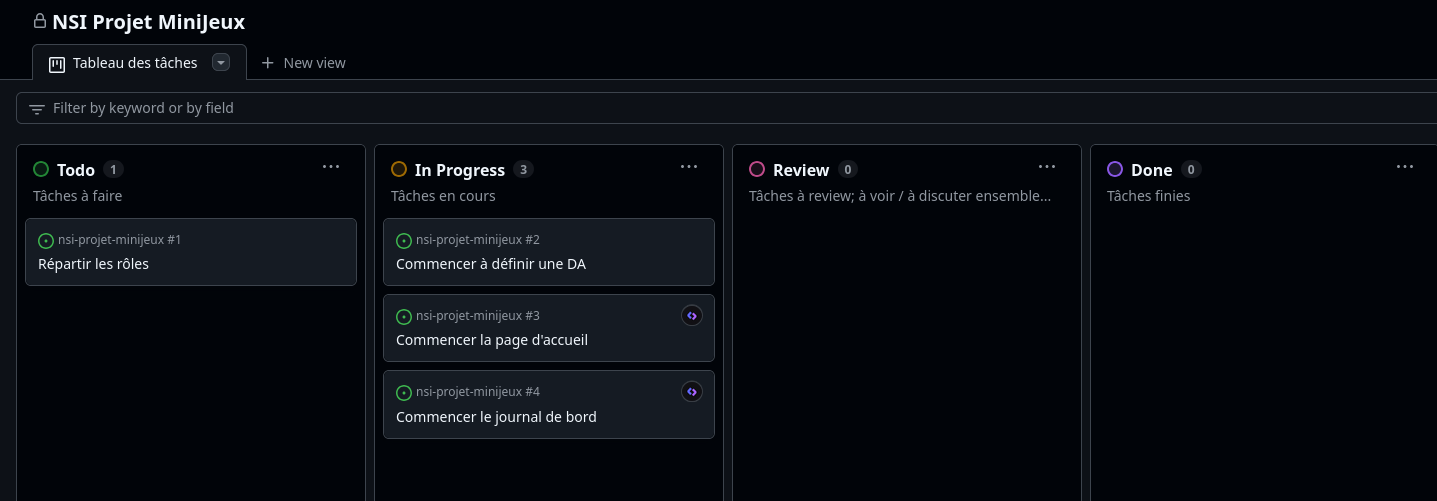 NSI Projet MiniJeux
Tableau des tâches
New view
Filter by keyword or by field
Todo 1
Tâches à faire
nsi-projet-minijeux #1
Répartir les rôles
In Progress 3
Tâches en cours
nsi-projet-minijeux #2
Commencer à définir une DA
nsi-projet-minijeux #3
Commencer la page d'accueil
nsi-projet-minijeux #4
Commencer le journal de bord
Review 0
Tâches à review; à voir / à discuter ensemble...
Done 0
Tâches finies